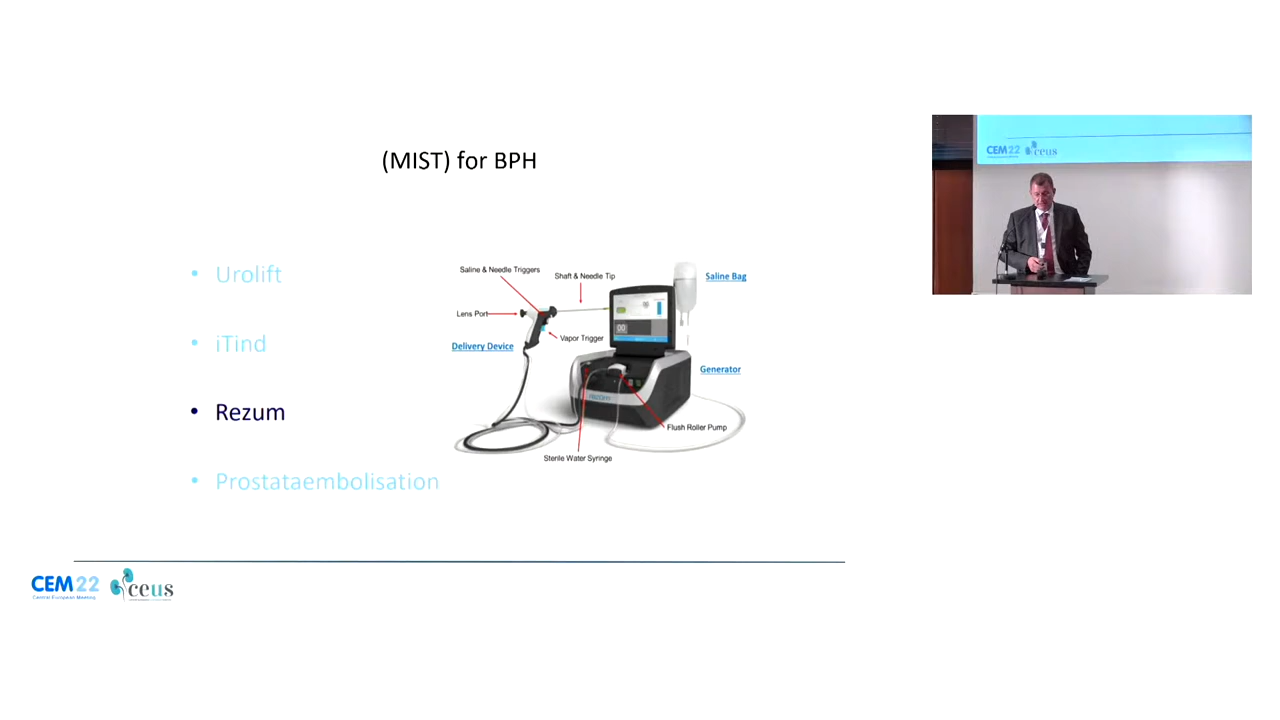 (MIST) for BPH
• Urolift
• iTind
• Rezum
• Prostataembolisation
Saline & Needle Triggers
Shaft & Needle Tip
Saline Bag
Lens Port
Vapor Trigger
Delivery Device
Generator
Flush Roller Pump
Sterile Water Syringe
00
CEM22
Central European Meeting
ceus
CEM22
ceus